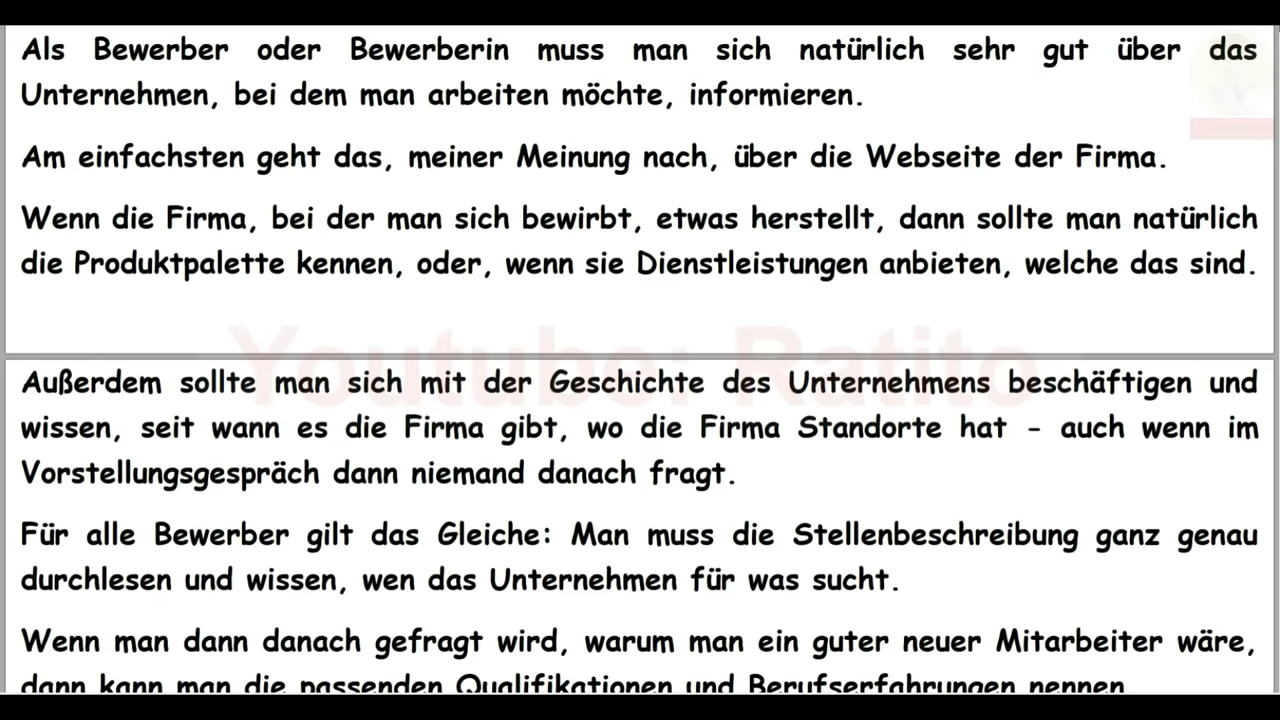 Als Bewerber oder Bewerberin muss man sich natürlich sehr gut über das
Unternehmen, bei dem man arbeiten möchte, informieren.
Am einfachsten geht das, meiner Meinung nach, über die Webseite der Firma.
Wenn die Firma, bei der man sich bewirbt, etwas herstellt, dann sollte man natürlich
die Produktpalette kennen, oder, wenn sie Dienstleistungen anbieten, welche das sind.
Youtube: Ratito
Außerdem sollte man sich mit der Geschichte des Unternehmens beschäftigen und
wissen, seit wann es die Firma gibt, wo die Firma Standorte hat - auch wenn im
Vorstellungsgespräch dann niemand danach fragt.
Für alle Bewerber gilt das Gleiche: Man muss die Stellenbeschreibung ganz genau
durchlesen und wissen, wen das Unternehmen für was sucht.
Wenn man dann danach gefragt wird, warum man ein guter neuer Mitarbeiter wäre,
dann kann man die passenden Qualifikationen und Berufserfahrungen nennen